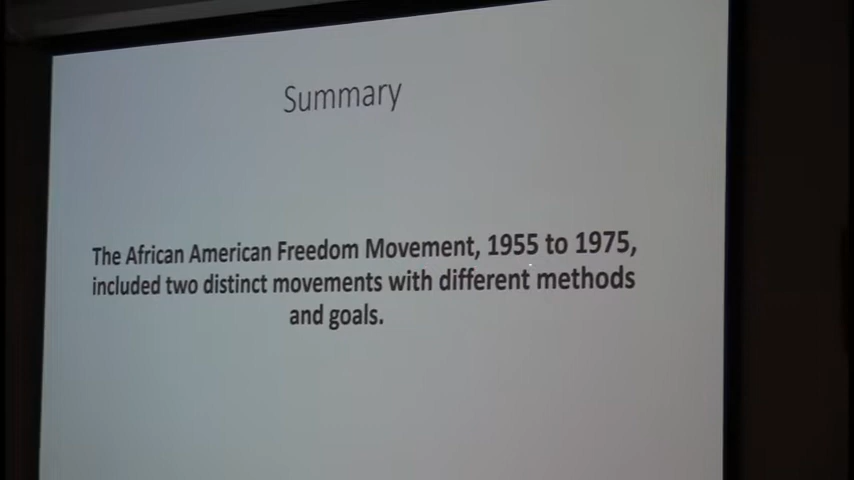 Summary
The African American Freedom Movement, 1955 to 1975,
included two distinct movements with different methods
and goals.